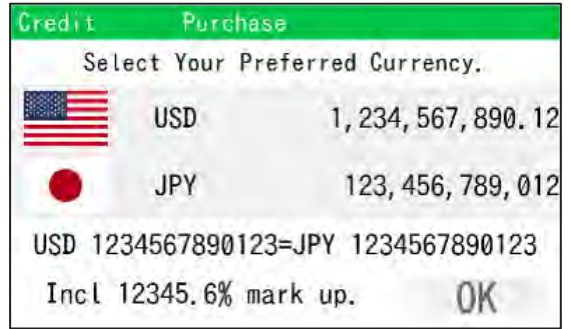 Credit Purchase
Select Your Preferred Currency.
USD 1,234,567,890.12
JPY 123,456,789,012
USD 1234567890123=JPY 1234567890123
Incl 12345.6% mark up. OK